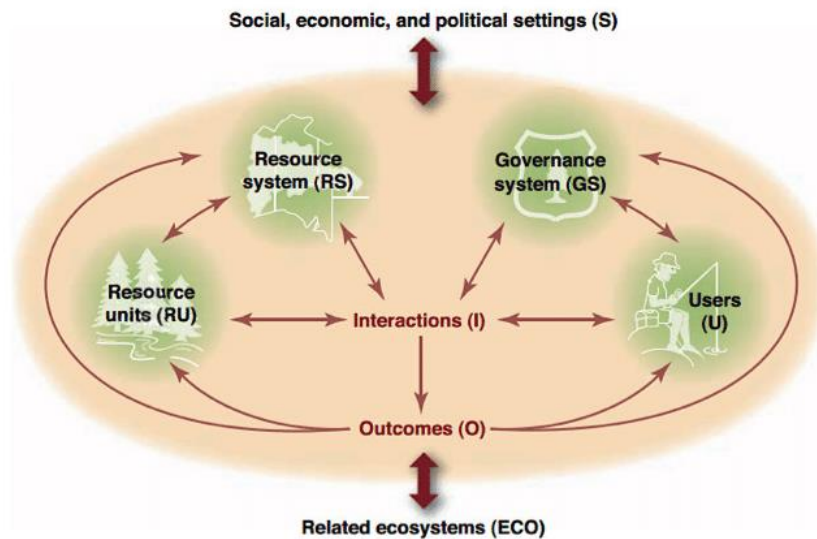 Social, economic, and political settings (S)
Resource
system (RS)
Governance
system (GS)
Resource
units (RU)
Interactions (I)
Users
(U)
Outcomes (O)
Related ecosystems (ECO)